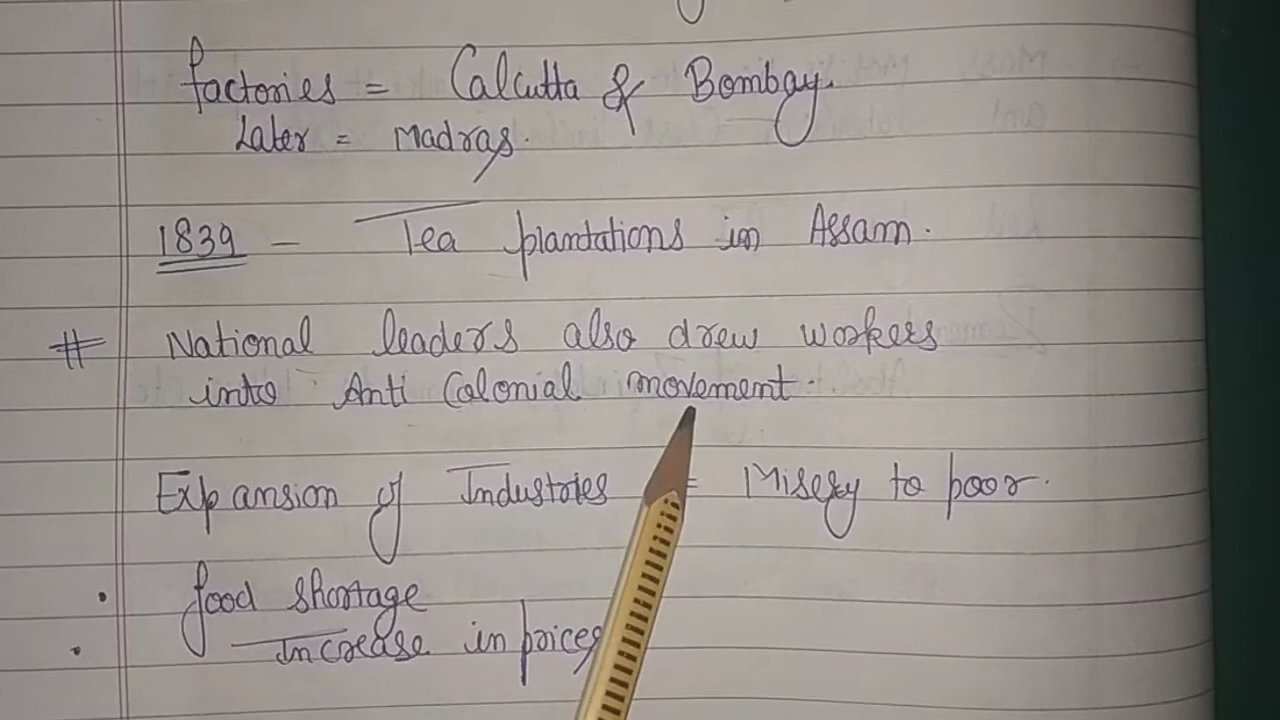 factories = Calcutta & Bombay.
Later = Madras.
1839 - Tea plantations in Assam.
# National leaders also drew workers
into Anti Colonial movement.
Expansion of Industries = Misery to poor.
• food shortage
• Increase in prices